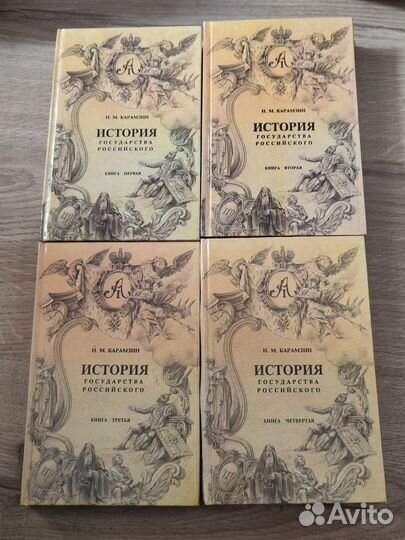 Н. М. КАРАМЗИН
ИСТОРИЯ
ГОСУДАРСТВА
РОССИЙСКОГО
КНИГА ПЕРВАЯ
Н. М. КАРАМЗИН
ИСТОРИЯ
ГОСУДАРСТВА
РОССИЙСКОГО
КНИГА ВТОРАЯ
Н. М. КАРАМЗИН
ИСТОРИЯ
ГОСУДАРСТВА
РОССИЙСКОГО
КНИГА ТРЕТЬЯ
Н. М. КАРАМЗИН
ИСТОРИЯ
ГОСУДАРСТВА
РОССИЙСКОГО
КНИГА ЧЕТВЕРТАЯ
Avito